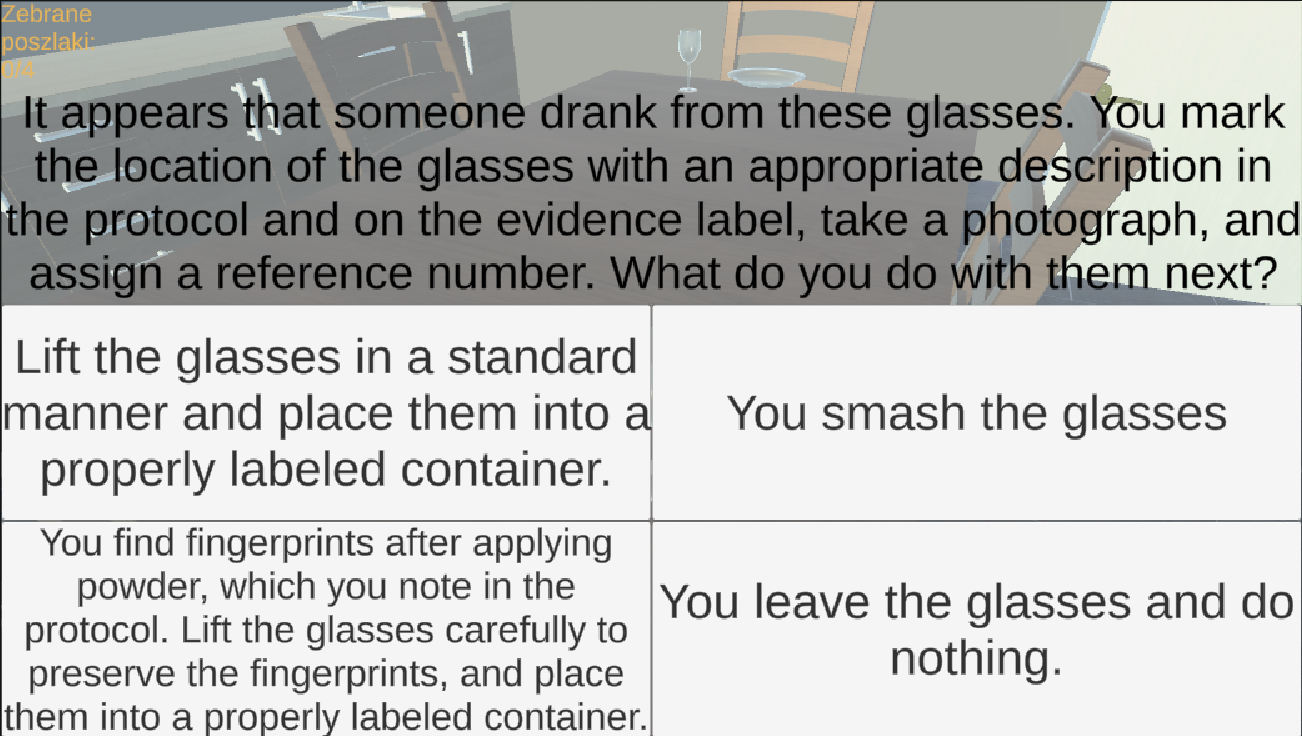 Zebrane
poszlaki:
0/4
It appears that someone drank from these glasses. You mark
the location of the glasses with an appropriate description in
the protocol and on the evidence label, take a photograph, and
assign a reference number. What do you do with them next?
Lift the glasses in a standard
manner and place them into a
properly labeled container.
You smash the glasses
You find fingerprints after applying
powder, which you note in the
protocol. Lift the glasses carefully to
preserve the fingerprints, and place
them into a properly labeled container.
You leave the glasses and do
nothing.